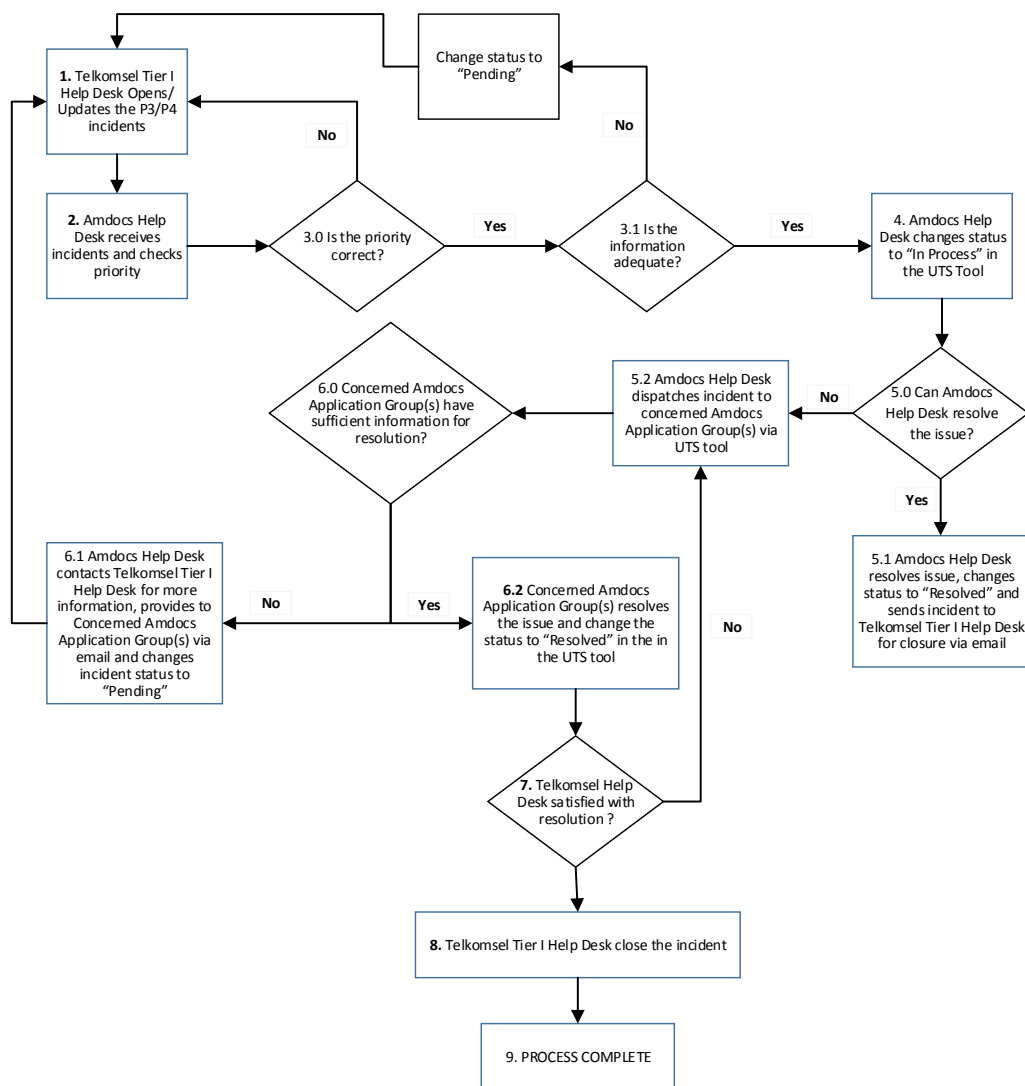 Change status to
“Pending”
1. Telkomsel Tier I
Help Desk Opens/
Updates the P3/P4
incidents
No
No
2. Amdocs Help
Desk receives
incidents and checks
priority
3.0 Is the priority
correct?
Yes
3.1 Is the
information
adequate?
Yes
4. Amdocs Help
Desk changes status
to “In Process” in
the UTS Tool
6.0 Concerned Amdocs
Application Group(s) have
sufficient information for
resolution?
5.2 Amdocs Help Desk
dispatches incident to
concerned Amdocs
Application Group(s) via
UTS tool
No
5.0 Can Amdocs
Help Desk resolve
the issue?
Yes
6.1 Amdocs Help Desk
contacts Telkomsel Tier I
Help Desk for more
information, provides to
Concerned Amdocs
Application Group(s) via
email and changes
incident status to
“Pending”
No
Yes
6.2 Concerned Amdocs
Application Group(s) resolves
the issue and change the
status to “Resolved” in the in
the UTS tool
No
5.1 Amdocs Help Desk
resolves issue, changes
status to “Resolved” and
sends incident to
Telkomsel Tier I Help Desk
for closure via email
7. Telkomsel Help
Desk satisfied with
resolution ?
8. Telkomsel Tier I Help Desk close the incident
9. PROCESS COMPLETE